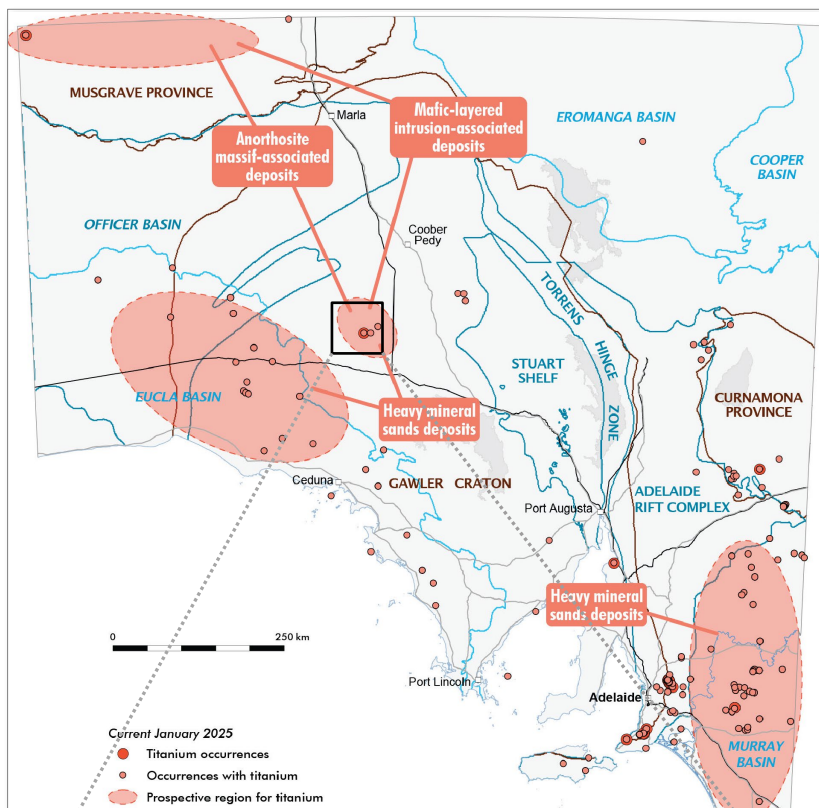 MUSGRAVE PROVINCE
Marla
Anorthosite
massif-associated
deposits
Mafic-layered
intrusion-associated
deposits
EROMANGA BASIN
COOPER
BASIN
OFFICER BASIN
Coober
Pedy
TORRENS
HINGE
ZONE
STUART
SHELF
EUCLA BASIN
CURNAMONA
PROVINCE
Heavy mineral
sands deposits
Ceduna
GAWLER CRATON
Port Augusta
ADELAIDE
RIFT COMPLEX
Heavy mineral
sands deposits
0 250 km
Port Lincoln
Adelaide
MURRAY
BASIN
Current January 2025
Titanium occurrences
Occurrences with titanium
Prospective region for titanium